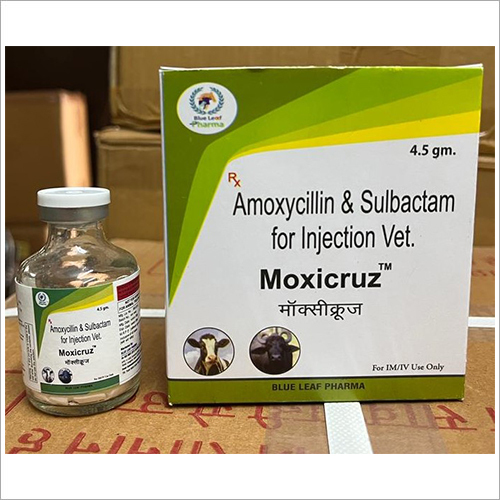 Blue Leaf
Pharma
4.5 gm.
Rx
Amoxycillin & Sulbactam
for Injection Vet.
Moxicruz™
मॉक्सीक्रूज
For IM/IV Use Only
BLUE LEAF PHARMA
4.5 gm.
Rx
Amoxycillin & Sulbactam
for Injection Vet.
Moxicruz™
मॉक्सीक्रूज